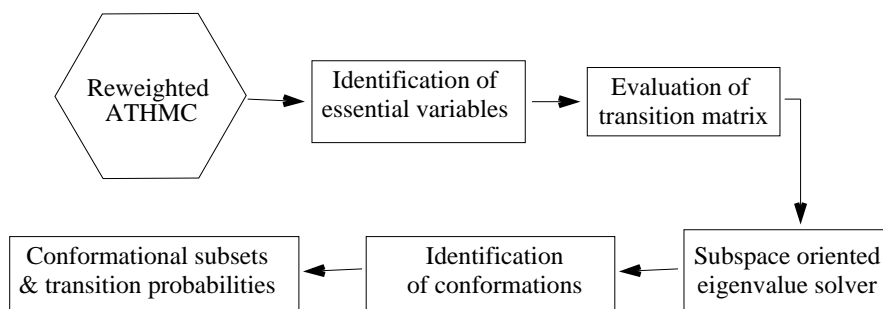 Reweighted
ATHMC
Identification of
essential variables
Evaluation of
transition matrix
Subspace oriented
eigenvalue solver
Identification
of conformations
Conformational subsets
& transition probabilities